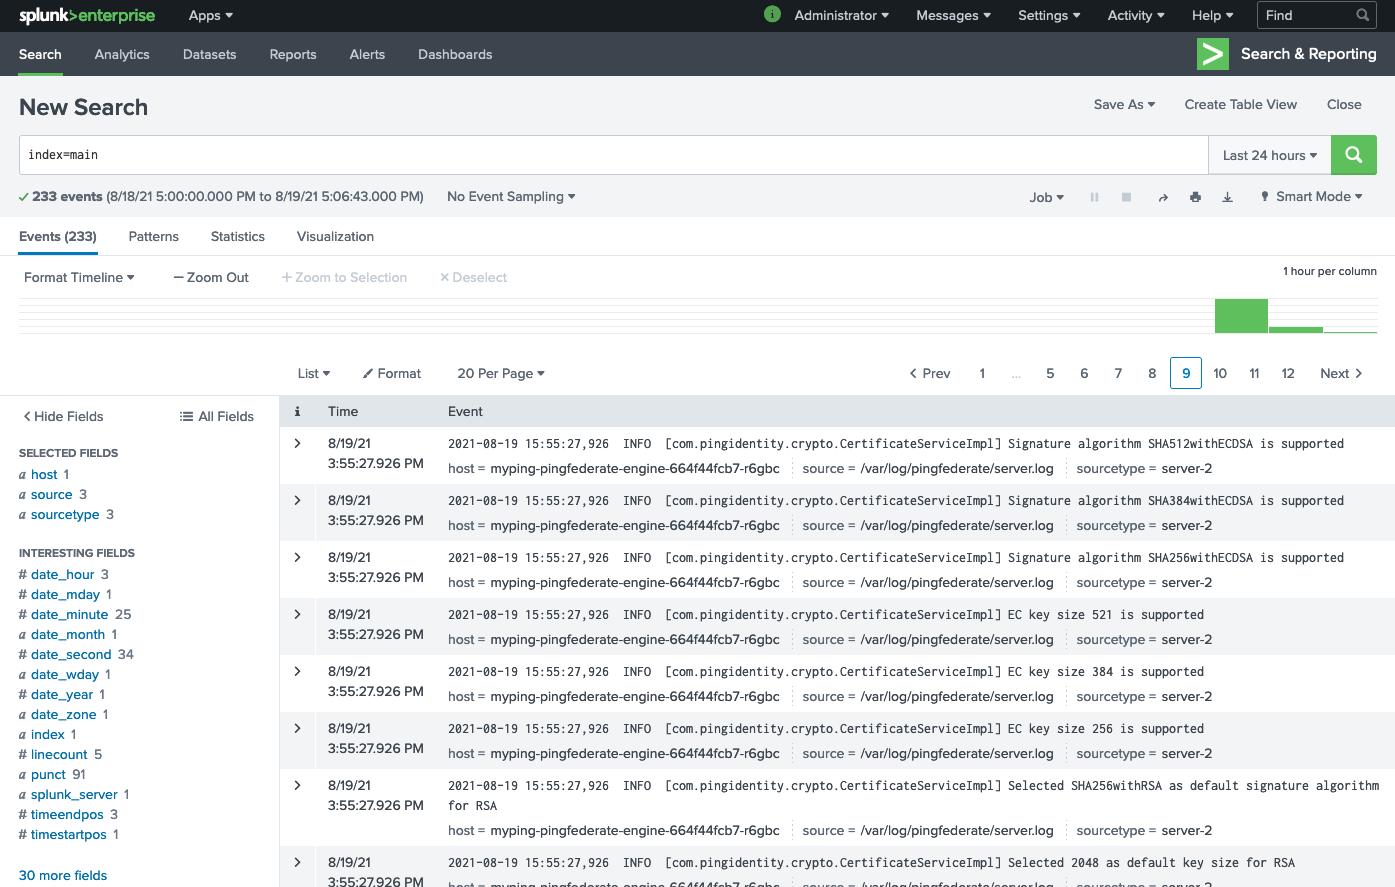 splunk>enterprise Apps Administrator Messages Settings Activity Help Find
Search Analytics Datasets Reports Alerts Dashboards Search & Reporting
New Search Save As Create Table View Close
index=main Last 24 hours
233 events (8/18/21 5:00:00.000 PM to 8/19/21 5:06:43.000 PM) No Event Sampling Job Smart Mode
Events (233) Patterns Statistics Visualization
Format Timeline — Zoom Out + Zoom to Selection × Deselect 1 hour per column
List Format 20 Per Page < Prev 1 ... 5 6 7 8 9 10 11 12 Next >
< Hide Fields All Fields
SELECTED FIELDS
a host 1
a source 3
a sourcetype 3
INTERESTING FIELDS
# date_hour 3
# date_mday 1
# date_minute 25
a date_month 1
# date_second 34
a date_wday 1
# date_year 1
a date_zone 1
a index 1
# linecount 5
a punct 91
a splunk_server 1
# timeendpos 3
# timestartpos 1
30 more fields
i Time Event
> 8/19/21 2021-08-19 15:55:27,926 INFO [com.pingidentity.crypto.CertificateServiceImpl] Signature algorithm SHA512withECDSA is supported
3:55:27.926 PM host = myping-pingfederate-engine-664f44fcb7-r6gbc source = /var/log/pingfederate/server.log sourcetype = server-2
> 8/19/21 2021-08-19 15:55:27,926 INFO [com.pingidentity.crypto.CertificateServiceImpl] Signature algorithm SHA384withECDSA is supported
3:55:27.926 PM host = myping-pingfederate-engine-664f44fcb7-r6gbc source = /var/log/pingfederate/server.log sourcetype = server-2
> 8/19/21 2021-08-19 15:55:27,926 INFO [com.pingidentity.crypto.CertificateServiceImpl] Signature algorithm SHA256withECDSA is supported
3:55:27.926 PM host = myping-pingfederate-engine-664f44fcb7-r6gbc source = /var/log/pingfederate/server.log sourcetype = server-2
> 8/19/21 2021-08-19 15:55:27,926 INFO [com.pingidentity.crypto.CertificateServiceImpl] EC key size 521 is supported
3:55:27.926 PM host = myping-pingfederate-engine-664f44fcb7-r6gbc source = /var/log/pingfederate/server.log sourcetype = server-2
> 8/19/21 2021-08-19 15:55:27,926 INFO [com.pingidentity.crypto.CertificateServiceImpl] EC key size 384 is supported
3:55:27.926 PM host = myping-pingfederate-engine-664f44fcb7-r6gbc source = /var/log/pingfederate/server.log sourcetype = server-2
> 8/19/21 2021-08-19 15:55:27,926 INFO [com.pingidentity.crypto.CertificateServiceImpl] EC key size 256 is supported
3:55:27.926 PM host = myping-pingfederate-engine-664f44fcb7-r6gbc source = /var/log/pingfederate/server.log sourcetype = server-2
> 8/19/21 2021-08-19 15:55:27,926 INFO [com.pingidentity.crypto.CertificateServiceImpl] Selected SHA256withRSA as default signature algorithm
3:55:27.926 PM for RSA
host = myping-pingfederate-engine-664f44fcb7-r6gbc source = /var/log/pingfederate/server.log sourcetype = server-2
> 8/19/21 2021-08-19 15:55:27,926 INFO [com.pingidentity.crypto.CertificateServiceImpl] Selected 2048 as default key size for RSA
3:55:27.926 PM